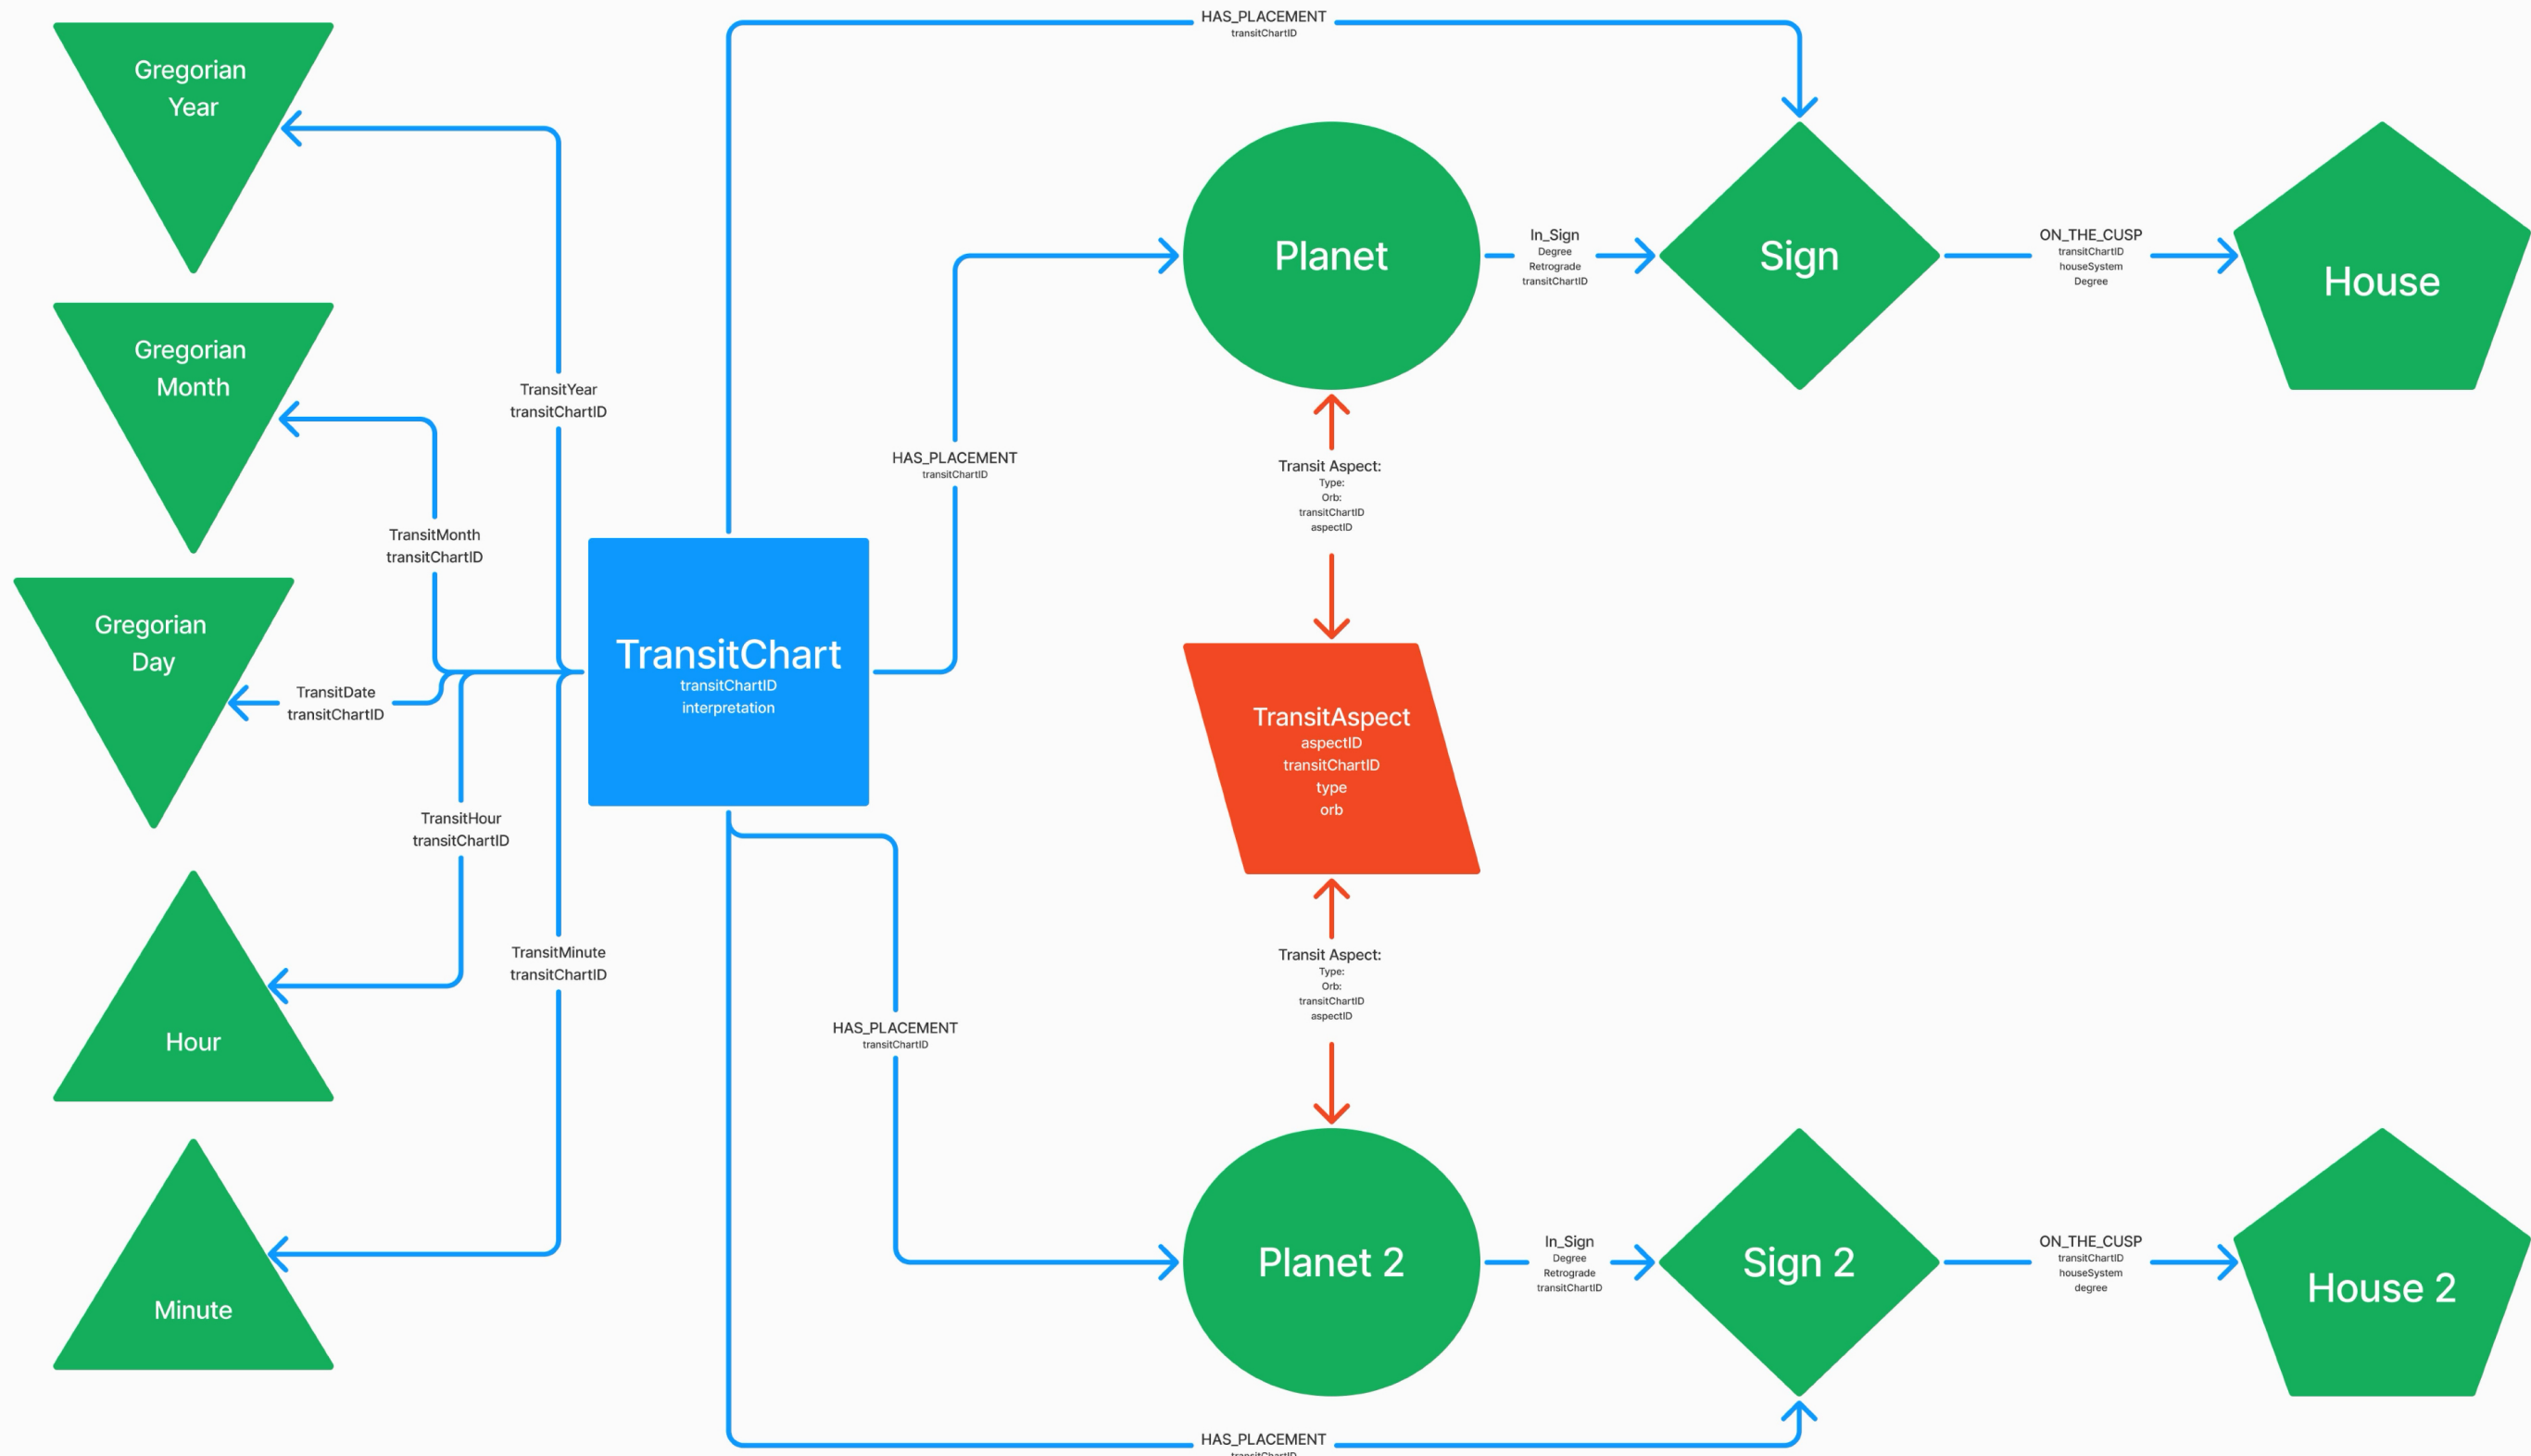 HAS_PLACEMENT
transitChartID
Gregorian
Year
Gregorian
Month
Gregorian
Day
Hour
Minute
TransitYear
transitChartID
TransitMonth
transitChartID
TransitDate
transitChartID
TransitHour
transitChartID
TransitMinute
transitChartID
TransitChart
transitChartID
interpretation
HAS_PLACEMENT
transitChartID
HAS_PLACEMENT
transitChartID
Planet
In_Sign
Degree
Retrograde
transitChartID
Sign
ON_THE_CUSP
transitChartID
houseSystem
Degree
House
Transit Aspect:
Type:
Orb:
transitChartID
aspectID
TransitAspect
aspectID
transitChartID
type
orb
Transit Aspect:
Type:
Orb:
transitChartID
aspectID
Planet 2
In_Sign
Degree
Retrograde
transitChartID
Sign 2
ON_THE_CUSP
transitChartID
houseSystem
degree
House 2
HAS_PLACEMENT
transitChartID